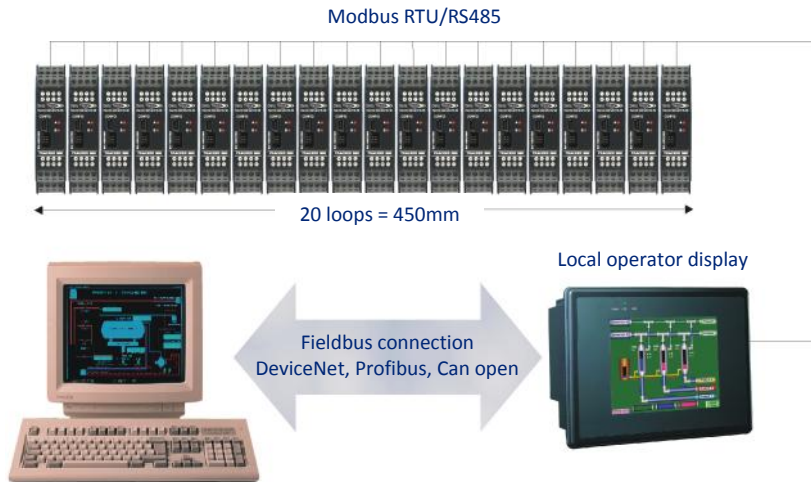 Modbus RTU/RS485
20 loops = 450mm
Local operator display
Fieldbus connection
DeviceNet, Profibus, Can open